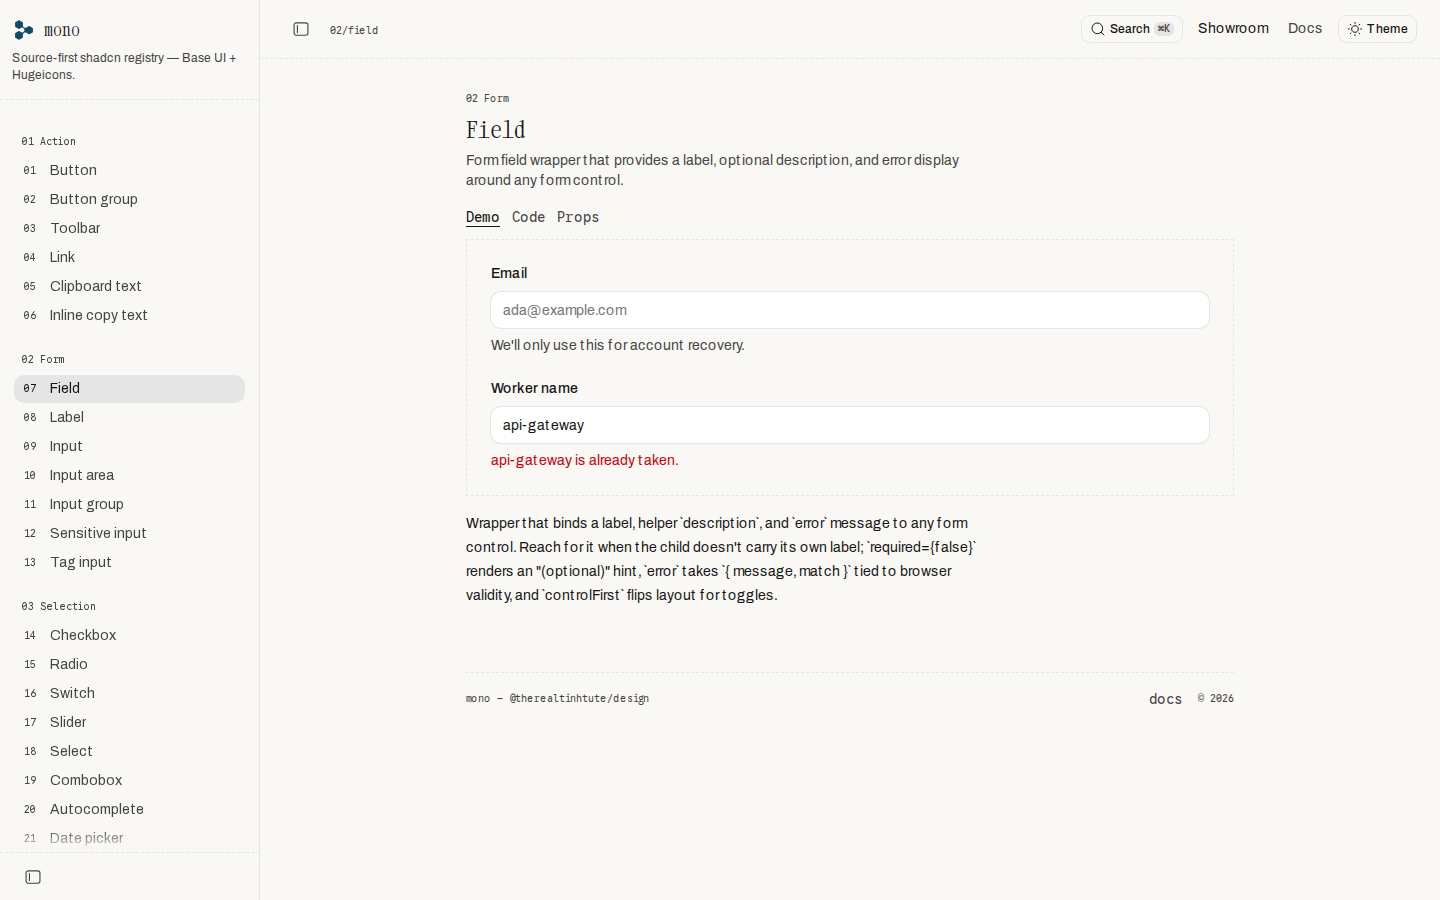 mono
Source-first shadcn registry — Base UI +
Hugeicons.
01 Action
01 Button
02 Button group
03 Toolbar
04 Link
05 Clipboard text
06 Inline copy text
02 Form
07 Field
08 Label
09 Input
10 Input area
11 Input group
12 Sensitive input
13 Tag input
03 Selection
14 Checkbox
15 Radio
16 Switch
17 Slider
18 Select
19 Combobox
20 Autocomplete
21 Date picker
02/field
Search ⌘K
Showroom
Docs
Theme
02 Form
Field
Form field wrapper that provides a label, optional description, and error display
around any form control.
Demo Code Props
Email
ada@example.com
We'll only use this for account recovery.
Worker name
api-gateway
api-gateway is already taken.
Wrapper that binds a label, helper `description`, and `error` message to any form
control. Reach for it when the child doesn't carry its own label; `required={false}`
renders an "(optional)" hint, `error` takes `{ message, match }` tied to browser
validity, and `controlFirst` flips layout for toggles.
mono — @therealtinhtute/design
docs © 2026